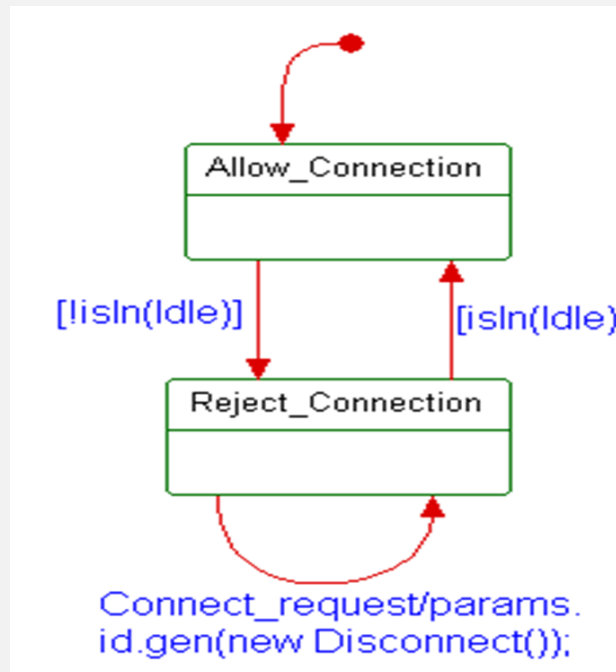 Allow_Connection
[!isIn(Idle)]
[isIn(Idle)
Reject_Connection
Connect_request/params.
id.gen(new Disconnect());